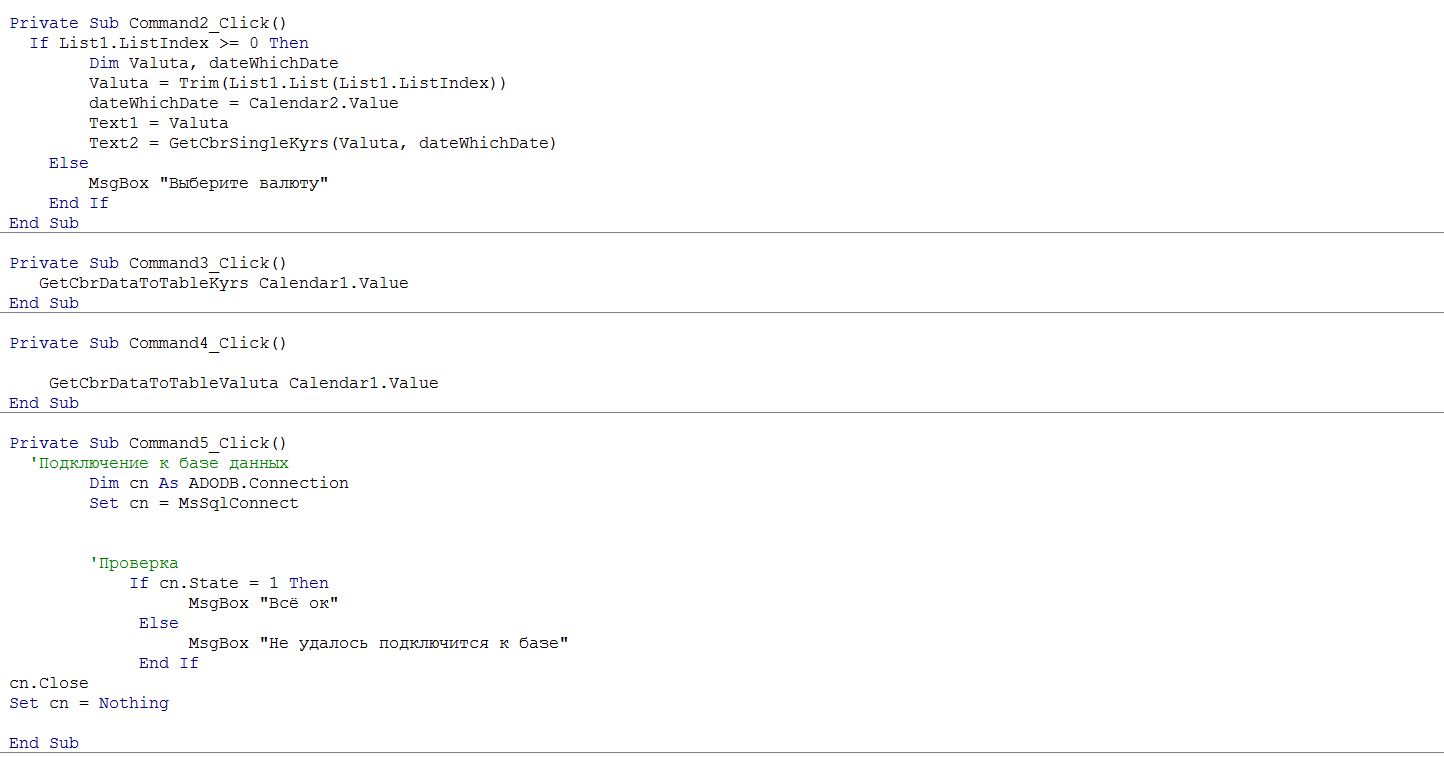 Private Sub Command2_Click()
If List1.ListIndex >= 0 Then
Dim Valuta, dateWhichDate
Valuta = Trim(List1.List(List1.ListIndex))
dateWhichDate = Calendar2.Value
Text1 = Valuta
Text2 = GetCbrSingleKyrs(Valuta, dateWhichDate)
Else
MsgBox "Выберите валюту"
End If
End Sub
Private Sub Command3_Click()
GetCbrDataToTableKyrs Calendar1.Value
End Sub
Private Sub Command4_Click()
GetCbrDataToTableValuta Calendar1.Value
End Sub
Private Sub Command5_Click()
'Подключение к базе данных
Dim cn As ADODB.Connection
Set cn = MsSqlConnect
'Проверка
If cn.State = 1 Then
MsgBox "Всё ок"
Else
MsgBox "Не удалось подключится к базе"
End If
cn.Close
Set cn = Nothing
End Sub